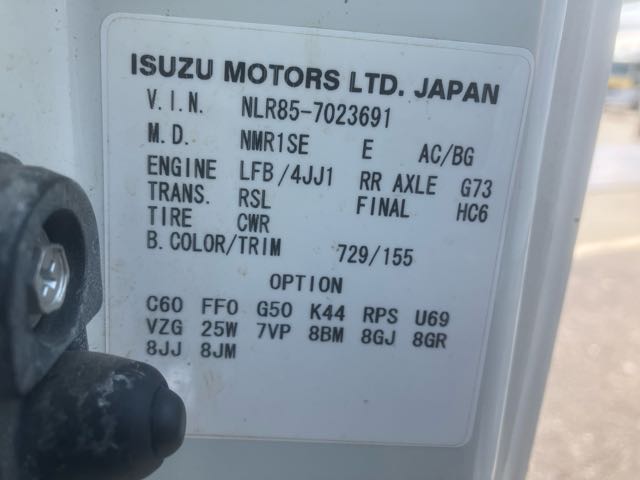 ISUZU MOTORS LTD. JAPAN
V.I.N. NLR85-7023691
M.D. NMR1SE E AC/BG
ENGINE LFB/4JJ1 RR AXLE G73
TRANS. RSL FINAL HC6
TIRE CWR
B.COLOR/TRIM 729/155
OPTION
C60 FF0 G50 K44 RPS U69
VZG 25W 7VP 8BM 8GJ 8GR
8JJ 8JM